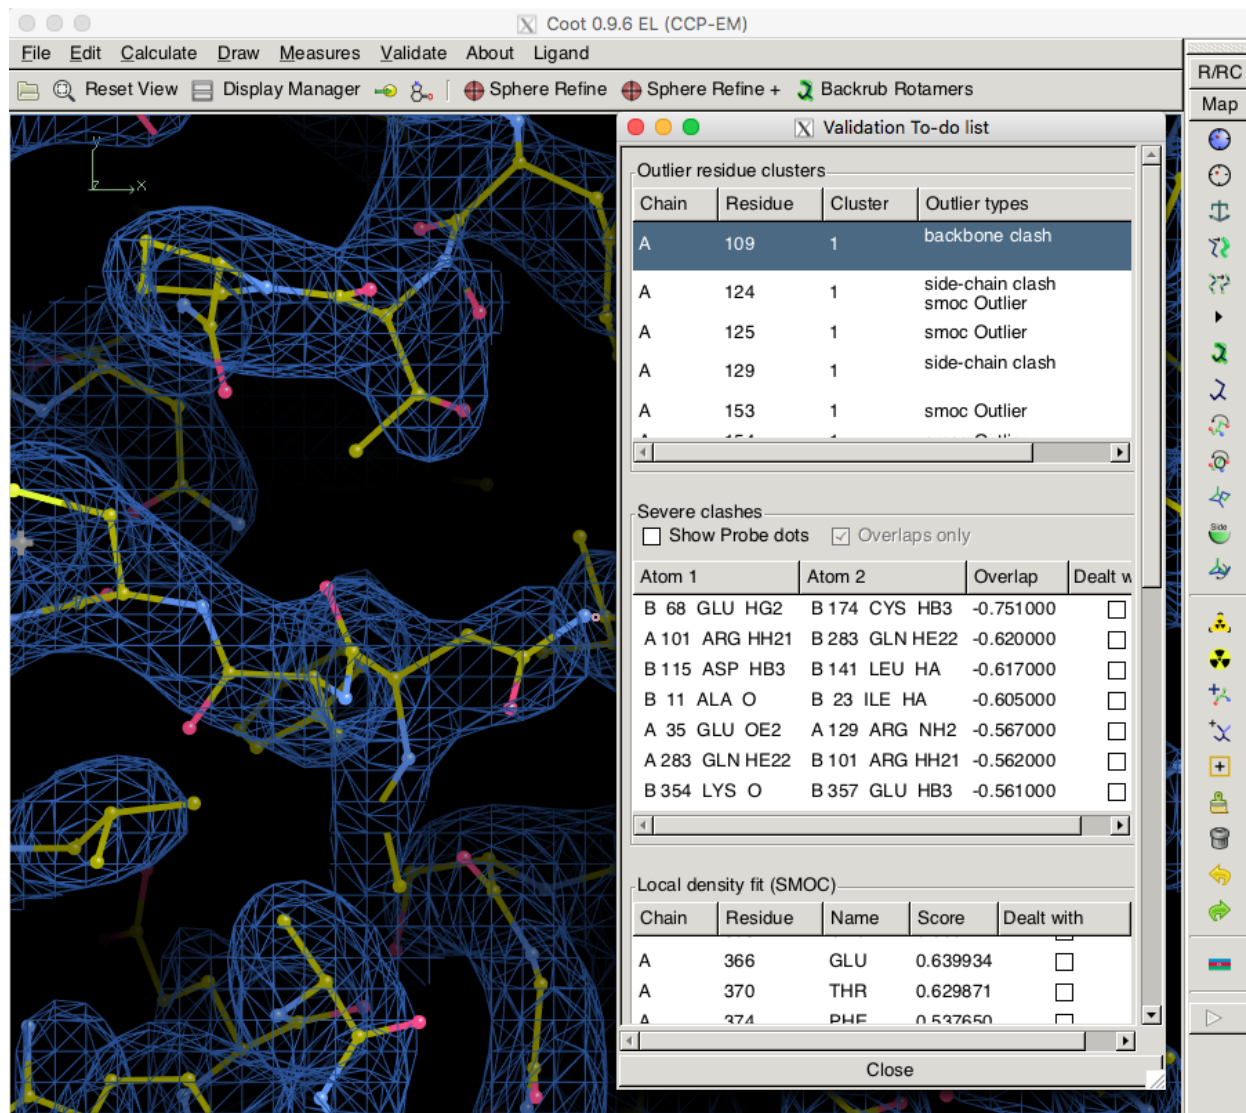 Coot 0.9.6 EL (CCP-EM)
File Edit Calculate Draw Measures Validate About Ligand
R/RC
Reset View Display Manager Sphere Refine Sphere Refine + Backrub Rotamers
Map
Validation To-do list
y
z x
Outlier residue clusters
Chain Residue Cluster Outlier types
A 109 1 backbone clash
A 124 1 side-chain clash
smoc Outlier
A 125 1 smoc Outlier
A 129 1 side-chain clash
A 153 1 smoc Outlier
Severe clashes
Show Probe dots Overlaps only
Side
Atom 1 Atom 2 Overlap Dealt w
B 68 GLU HG2 B 174 CYS HB3 -0.751000
A 101 ARG HH21 B 283 GLN HE22 -0.620000
B 115 ASP HB3 B 141 LEU HA -0.617000
B 11 ALA O B 23 ILE HA -0.605000
A 35 GLU OE2 A 129 ARG NH2 -0.567000
A 283 GLN HE22 B 101 ARG HH21 -0.562000
B 354 LYS O B 357 GLU HB3 -0.561000
Local density fit (SMOC)
Chain Residue Name Score Dealt with
A 366 GLU 0.639934
A 370 THR 0.629871
A 374 PHE 0.537650
Close